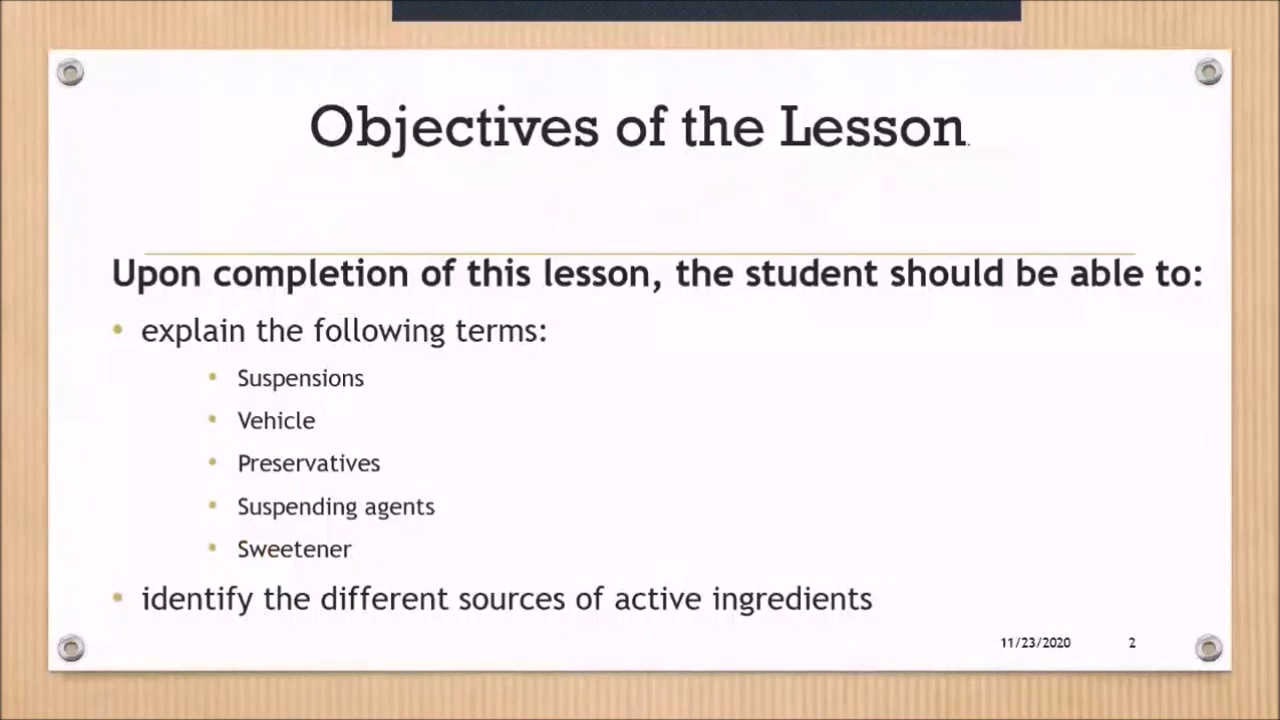 Objectives of the Lesson.
Upon completion of this lesson, the student should be able to:
• explain the following terms:
• Suspensions
• Vehicle
• Preservatives
• Suspending agents
• Sweetener
• identify the different sources of active ingredients
11/23/2020 2